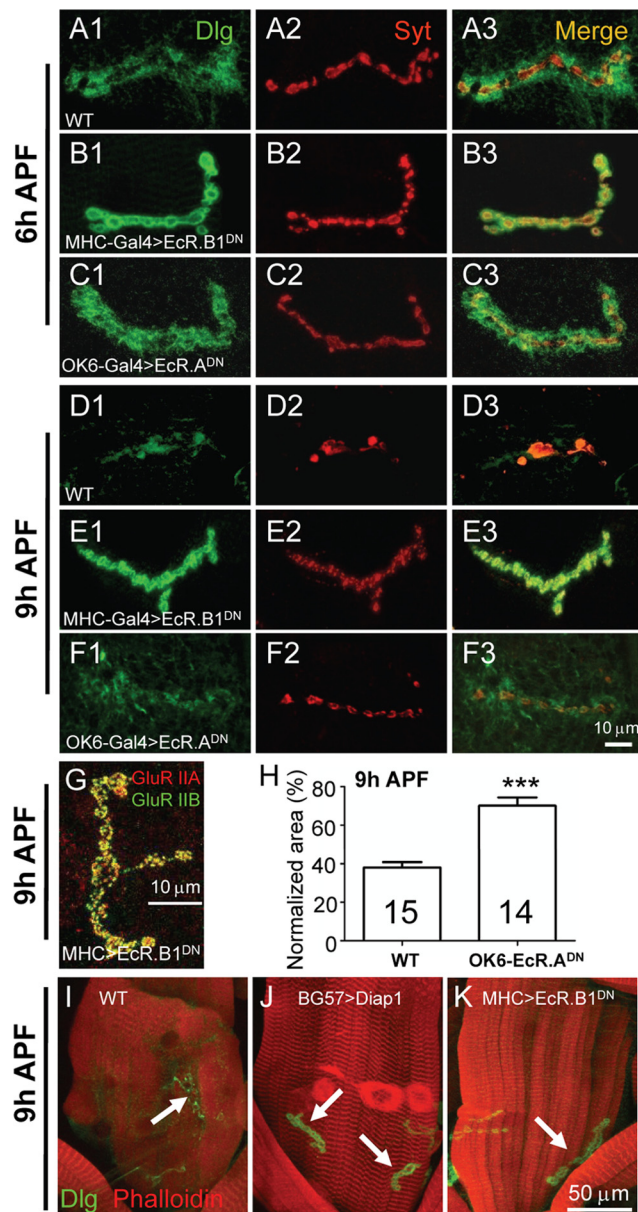 A1 Dlg A2 Syt A3 Merge
WT
6h APF
B1 B2 B3
MHC-Gal4>EcR.B1DN
C1 C2 C3
OK6-Gal4>EcR.ADN
D1 D2 D3
WT
9h APF
E1 E2 E3
MHC-Gal4>EcR.B1DN
F1 F2 F3
OK6-Gal4>EcR.ADN
10 µm
G GluR IIA
GluR IIB
9h APF
10 µm
MHC>EcR.B1DN
H 9h APF
***
Normalized area (%)
80
60
40
20
0
15 14
WT OK6-EcR.ADN
9h APF
I WT J BG57>Diap1 K MHC>EcR.B1DN
Dlg Phalloidin
50 µm